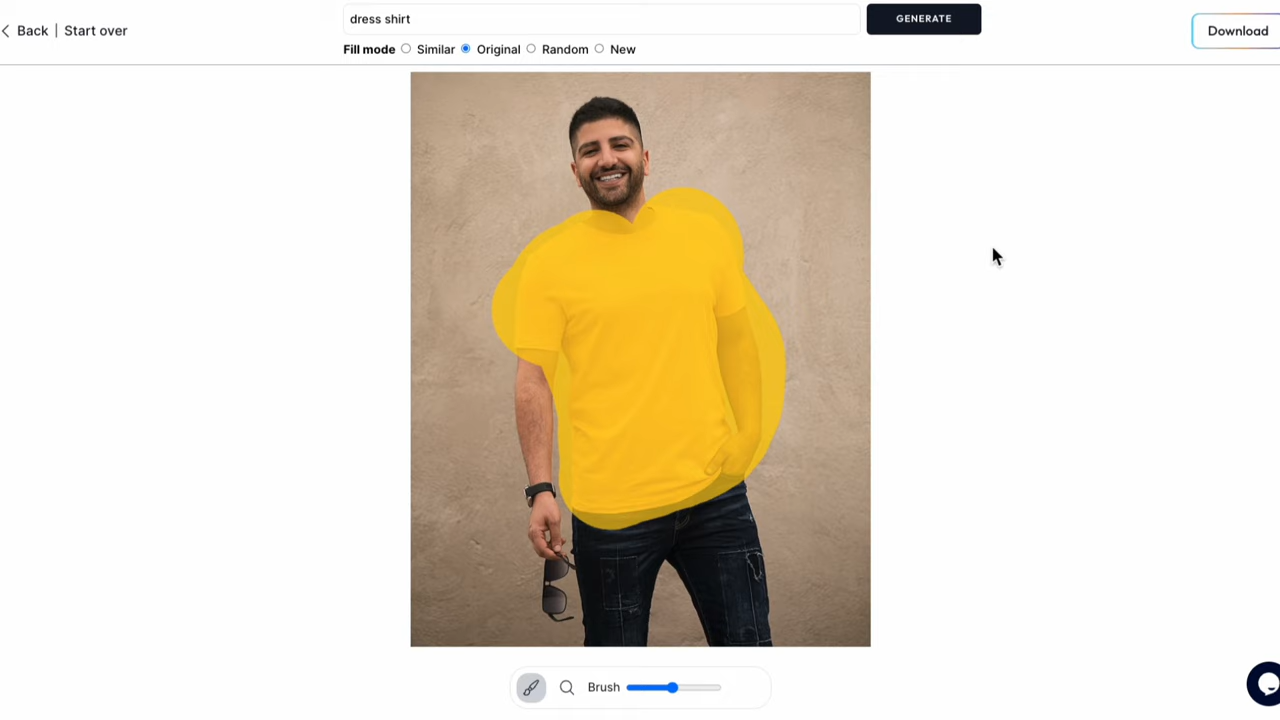 dress shirt
GENERATE
Back | Start over
Download
Fill mode Similar Original Random New
Brush